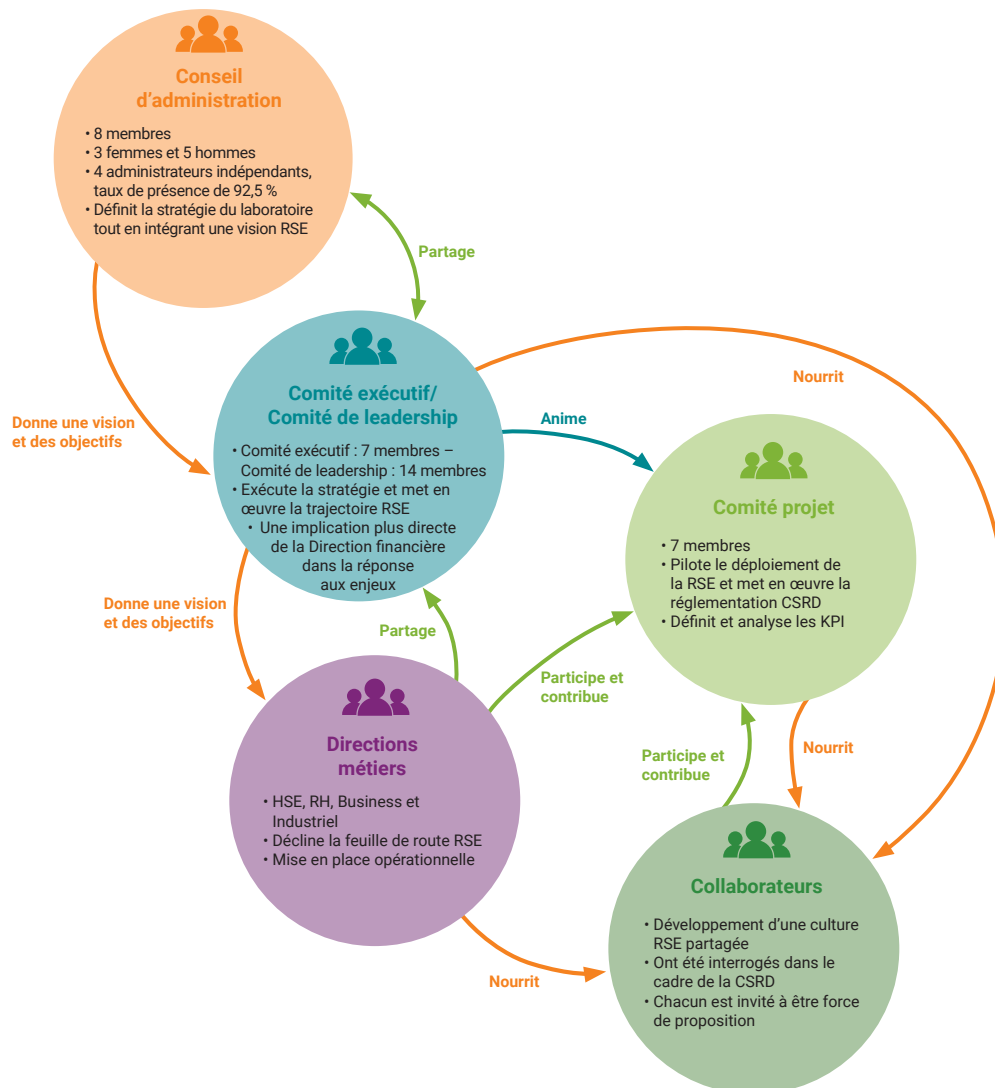 Conseil
d'administration
• 8 membres
• 3 femmes et 5 hommes
• 4 administrateurs indépendants,
taux de présence de 92,5 %
• Définit la stratégie du laboratoire
tout en intégrant une vision RSE
Partage
Donne une vision
et des objectifs
Comité exécutif/
Comité de leadership
• Comité exécutif : 7 membres –
Comité de leadership : 14 membres
• Exécute la stratégie et met en
œuvre la trajectoire RSE
• Une implication plus directe
de la Direction financière
dans la réponse
aux enjeux
Nourrit
Anime
Comité projet
• 7 membres
• Pilote le déploiement de
la RSE et met en œuvre la
réglementation CSRD
• Définit et analyse les KPI
Donne une vision
et des objectifs
Partage
Participe et
contribue
Directions
métiers
• HSE, RH, Business et
Industriel
• Décline la feuille de route RSE
• Mise en place opérationnelle
Participe et
contribue
Nourrit
Nourrit
Collaborateurs
• Développement d'une culture
RSE partagée
• Ont été interrogés dans le
cadre de la CSRD
• Chacun est invité à être force
de proposition